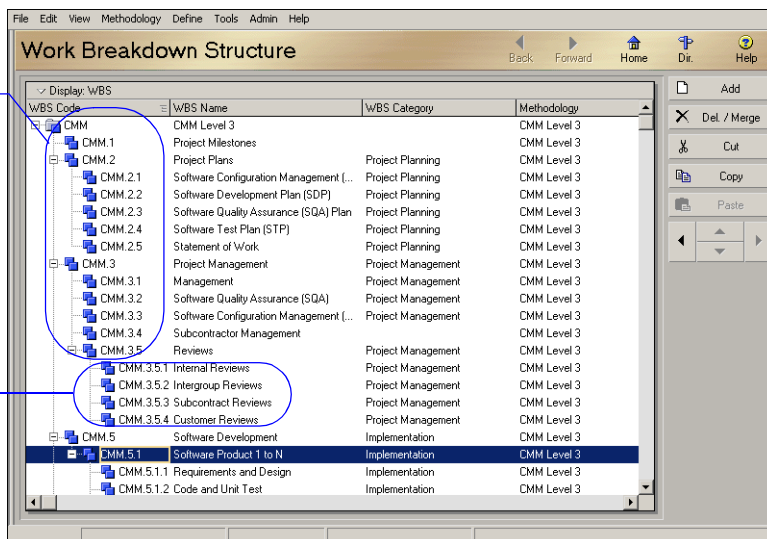 File Edit View Methodology Define Tools Admin Help
Work Breakdown Structure
Back Forward Home Dir. Help
Display: WBS
WBS Code WBS Name WBS Category Methodology
CMM CMM Level 3 CMM Level 3
CMM.1 Project Milestones CMM Level 3
CMM.2 Project Plans Project Planning CMM Level 3
CMM.2.1 Software Configuration Management (... Project Planning CMM Level 3
CMM.2.2 Software Development Plan (SDP) Project Planning CMM Level 3
CMM.2.3 Software Quality Assurance (SQA) Plan Project Planning CMM Level 3
CMM.2.4 Software Test Plan (STP) Project Planning CMM Level 3
CMM.2.5 Statement of Work Project Planning CMM Level 3
CMM.3 Project Management Project Management CMM Level 3
CMM.3.1 Management Project Management CMM Level 3
CMM.3.2 Software Quality Assurance (SQA) Project Management CMM Level 3
CMM.3.3 Software Configuration Management (... Project Management CMM Level 3
CMM.3.4 Subcontractor Management CMM Level 3
CMM.3.5 Reviews Project Management CMM Level 3
CMM.3.5.1 Internal Reviews Project Management CMM Level 3
CMM.3.5.2 Intergroup Reviews Project Management CMM Level 3
CMM.3.5.3 Subcontract Reviews Project Management CMM Level 3
CMM.3.5.4 Customer Reviews Project Management CMM Level 3
CMM.5 Software Development Implementation CMM Level 3
CMM.5.1 Software Product 1 to N Implementation CMM Level 3
CMM.5.1.1 Requirements and Design Implementation CMM Level 3
CMM.5.1.2 Code and Unit Test Implementation CMM Level 3
Add
Del. / Merge
Cut
Copy
Paste